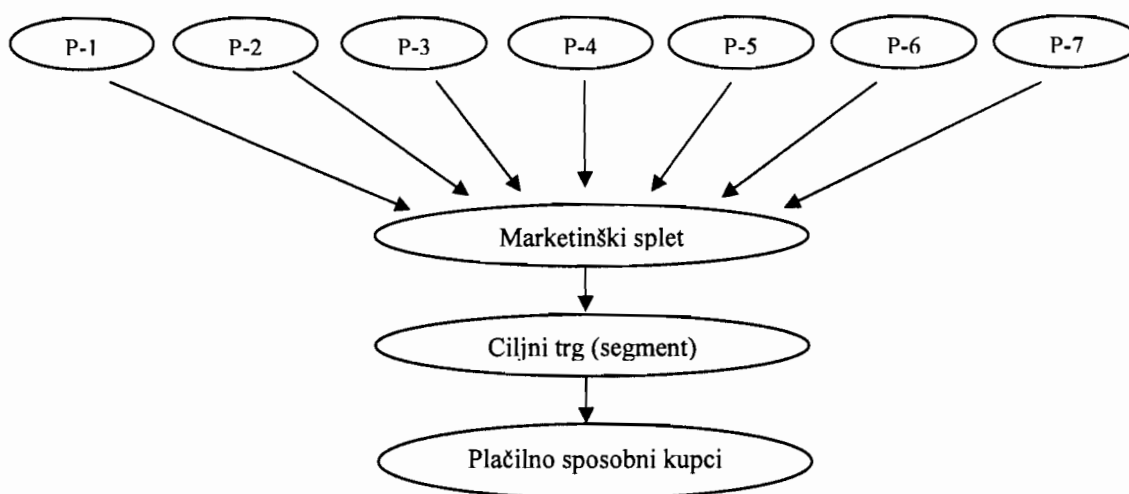 P-1
P-2
P-3
P-4
P-5
P-6
P-7
Marketinški splet
Ciljni trg (segment)
Plačilno sposobni kupci